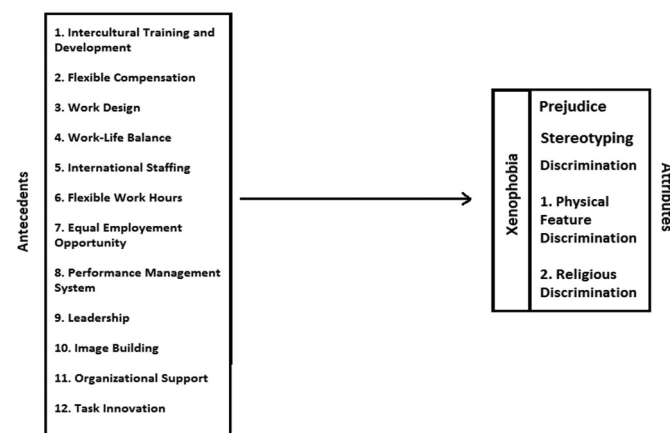 Antecedents
1. Intercultural Training and
Development
2. Flexible Compensation
3. Work Design
4. Work-Life Balance
5. International Staffing
6. Flexible Work Hours
7. Equal Employement
Opportunity
8. Performance Management
System
9. Leadership
10. Image Building
11. Organizational Support
12. Task Innovation
Xenophobia
Prejudice
Stereotyping
Discrimination
1. Physical
Feature
Discrimination
2. Religious
Discrimination
Attributes